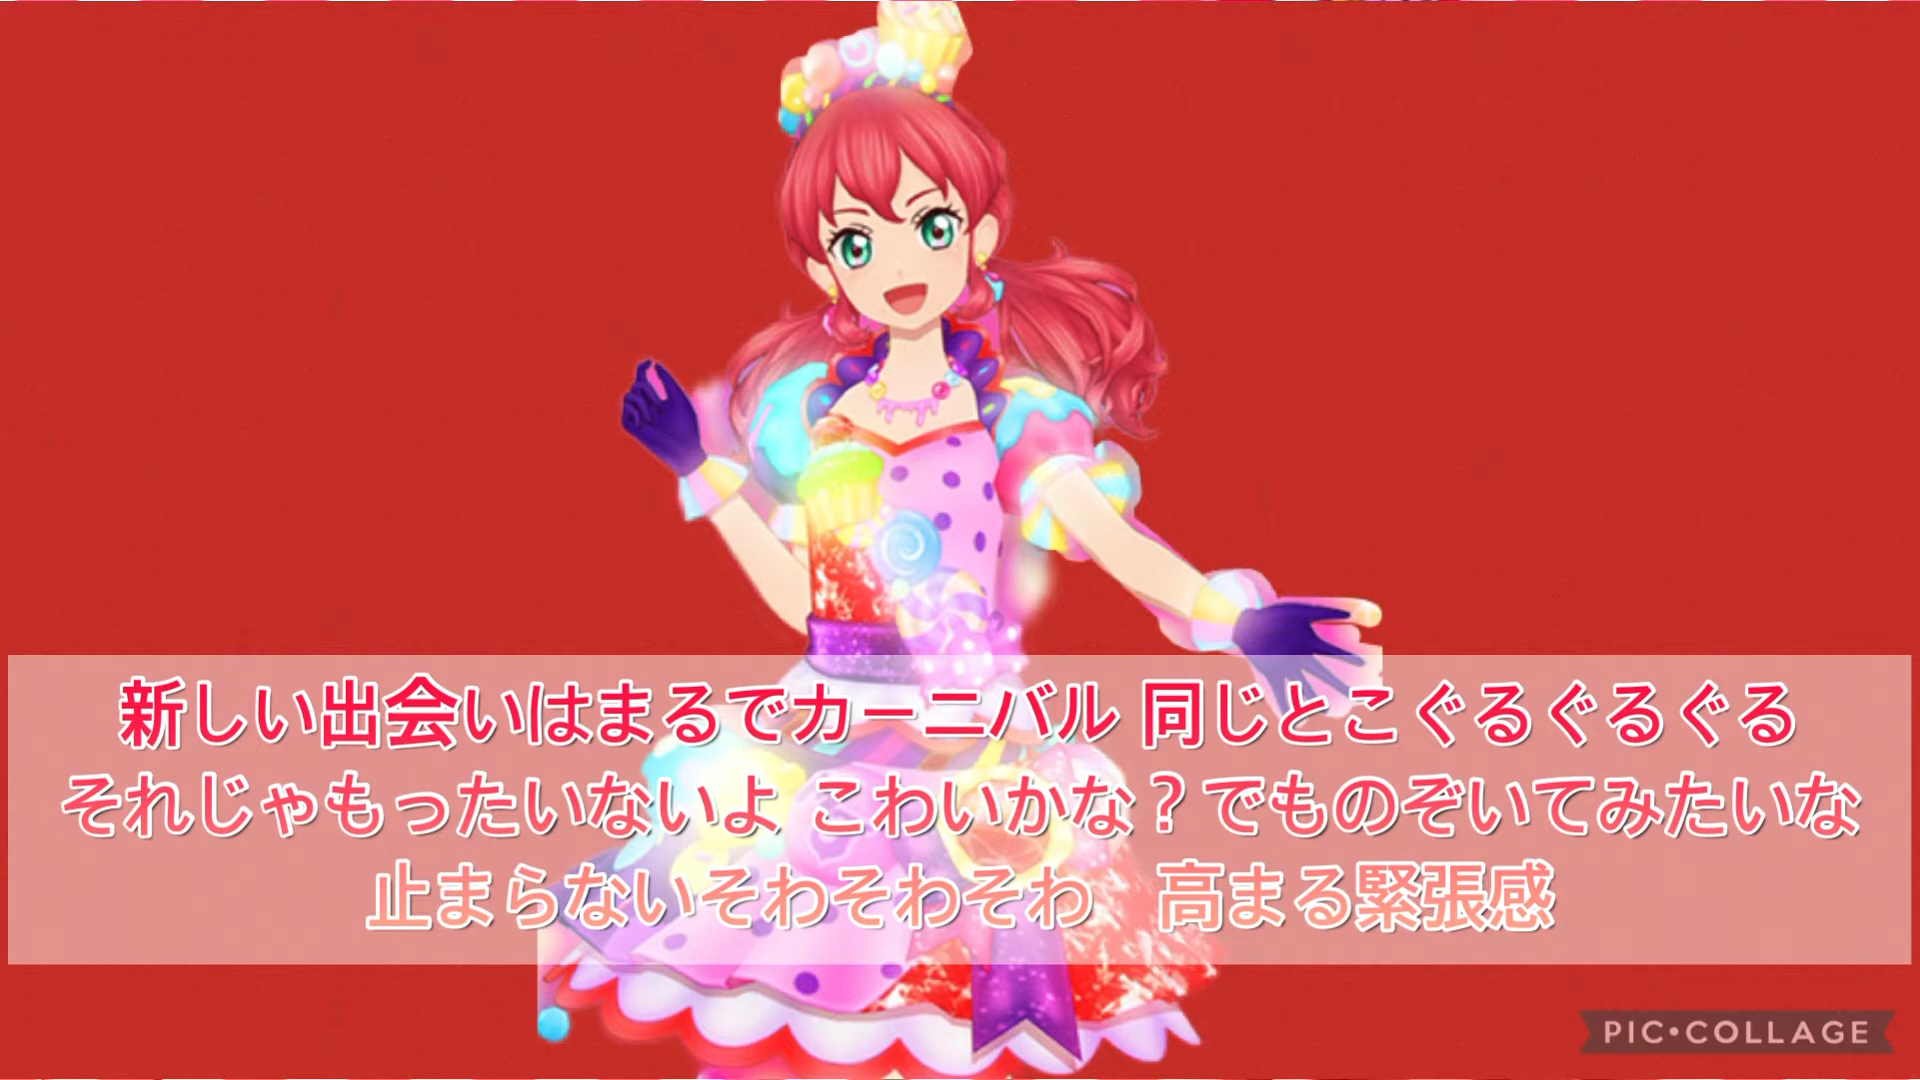 新しい出会いはまるでカーニバル 同じとこぐるぐるぐる
それじゃもったいないよ こわいかな？でものぞいてみたいな
止まらないそわそわそわ　高まる緊張感
PIC•COLLAGE